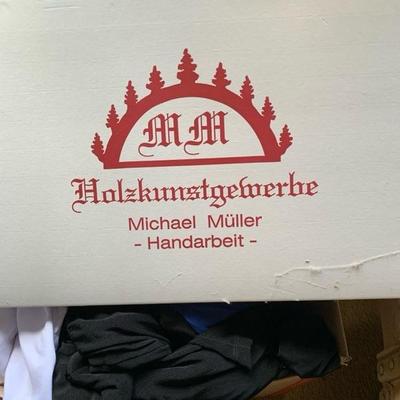 MM
Holzkunstgewerbe
Michael Müller
- Handarbeit -